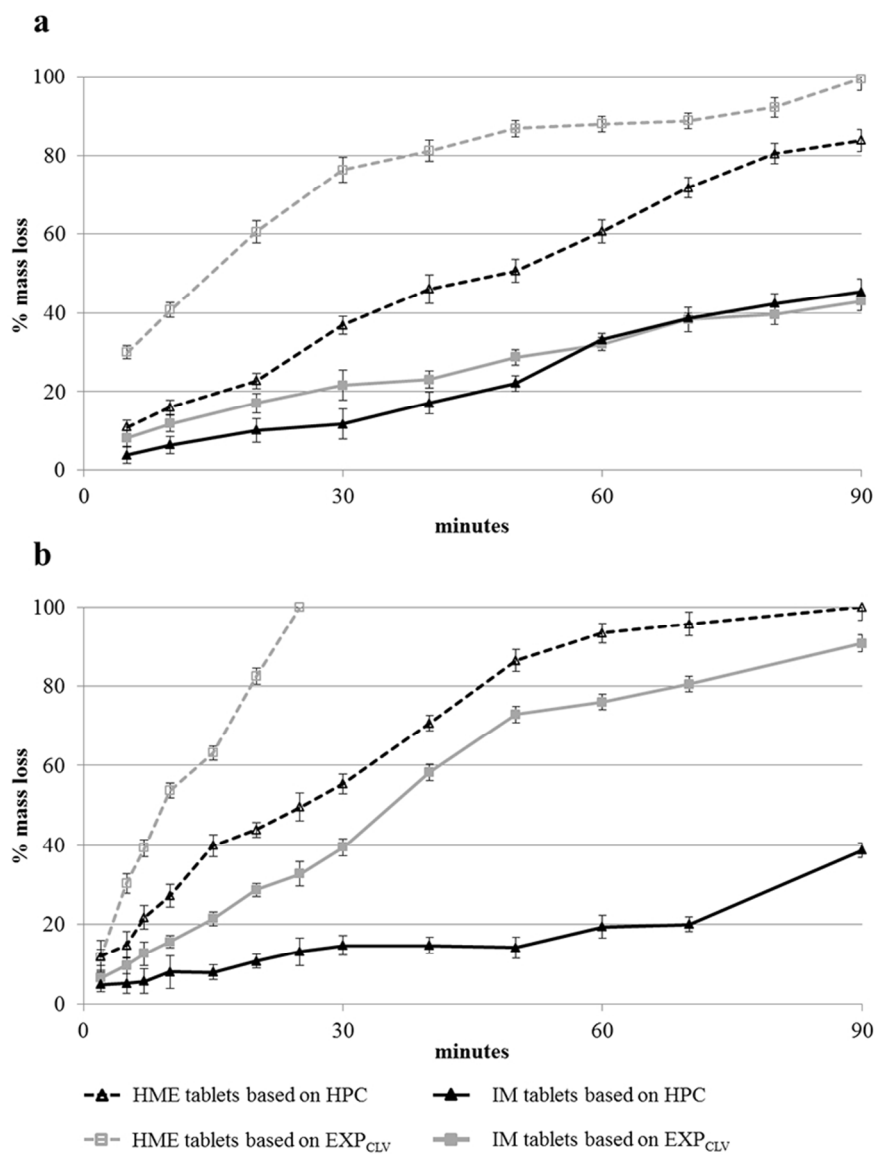 a
100
80
60
40
20
0
% mass loss
0 30 60 90
minutes
b
100
80
60
40
20
0
% mass loss
0 30 60 90
minutes
HME tablets based on HPC IM tablets based on HPC
HME tablets based on EXPCLV IM tablets based on EXPCLV